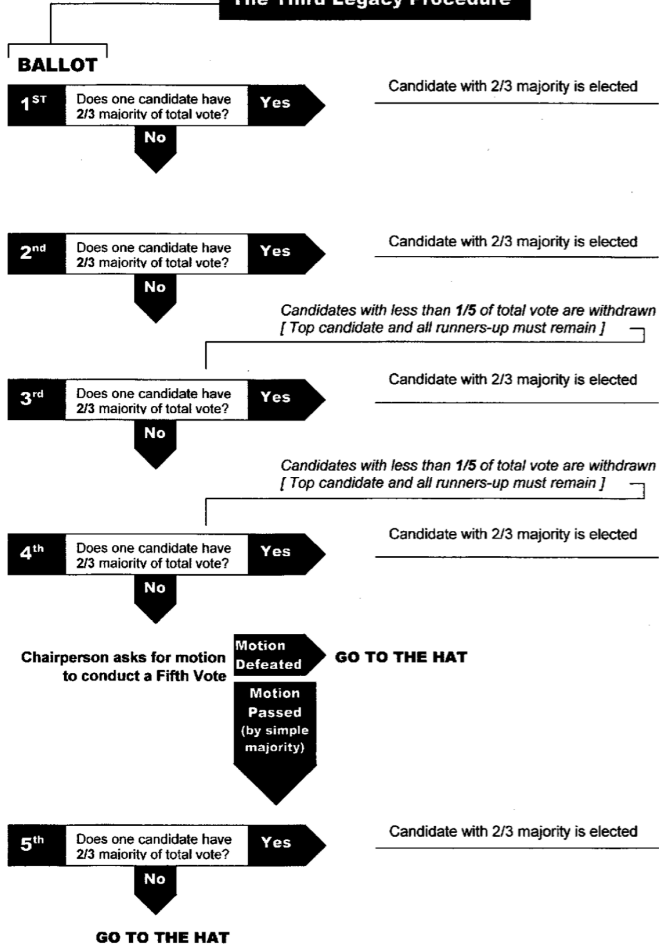 The Third Legacy Procedure
BALLOT
1ST
Does one candidate have
2/3 majority of total vote?
Yes
Candidate with 2/3 majority is elected
No
2nd
Does one candidate have
2/3 majority of total vote?
Yes
Candidate with 2/3 majority is elected
No
Candidates with less than 1/5 of total vote are withdrawn
[ Top candidate and all runners-up must remain ]
3rd
Does one candidate have
2/3 majority of total vote?
Yes
Candidate with 2/3 majority is elected
No
Candidates with less than 1/5 of total vote are withdrawn
[ Top candidate and all runners-up must remain ]
4th
Does one candidate have
2/3 majority of total vote?
Yes
Candidate with 2/3 majority is elected
No
Chairperson asks for motion
to conduct a Fifth Vote
Motion
Defeated
GO TO THE HAT
Motion
Passed
(by simple
majority)
5th
Does one candidate have
2/3 majority of total vote?
Yes
Candidate with 2/3 majority is elected
No
GO TO THE HAT